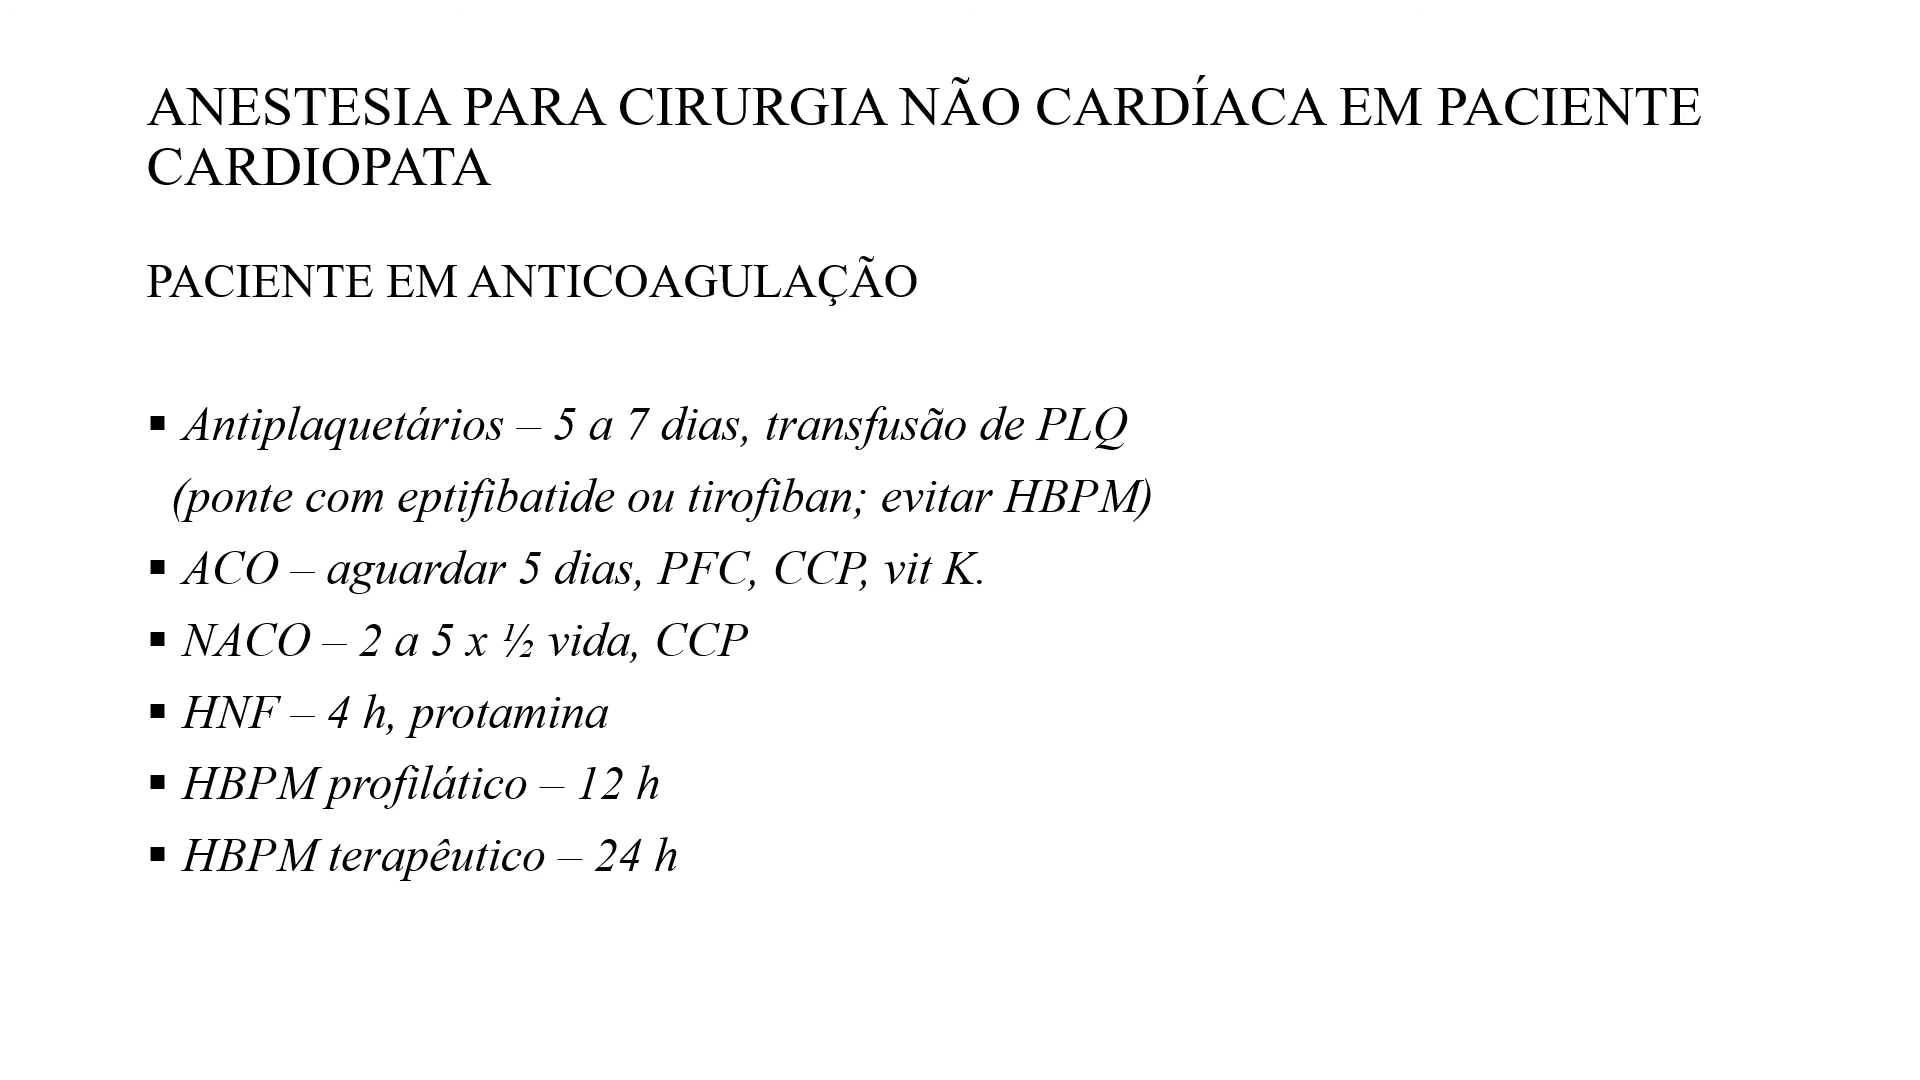 ANESTESIA PARA CIRURGIA NÃO CARDÍACA EM PACIENTE
CARDIOPATA
PACIENTE EM ANTICOAGULAÇÃO
▪ Antiplaquetários – 5 a 7 dias, transfusão de PLQ
(ponte com eptifibatide ou tirofiban; evitar HBPM)
▪ ACO – aguardar 5 dias, PFC, CCP, vit K.
▪ NACO – 2 a 5 x ½ vida, CCP
▪ HNF – 4 h, protamina
▪ HBPM profilático – 12 h
▪ HBPM terapêutico – 24 h